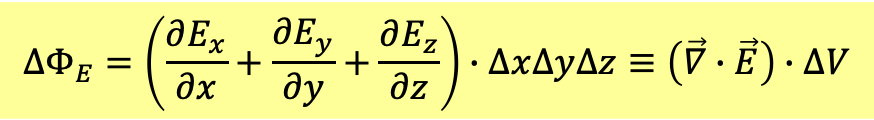 ΔΦ_E = (∂E_x/∂x + ∂E_y/∂y + ∂E_z/∂z) · ΔxΔyΔz ≡ (∇⃗ · E⃗) · ΔV